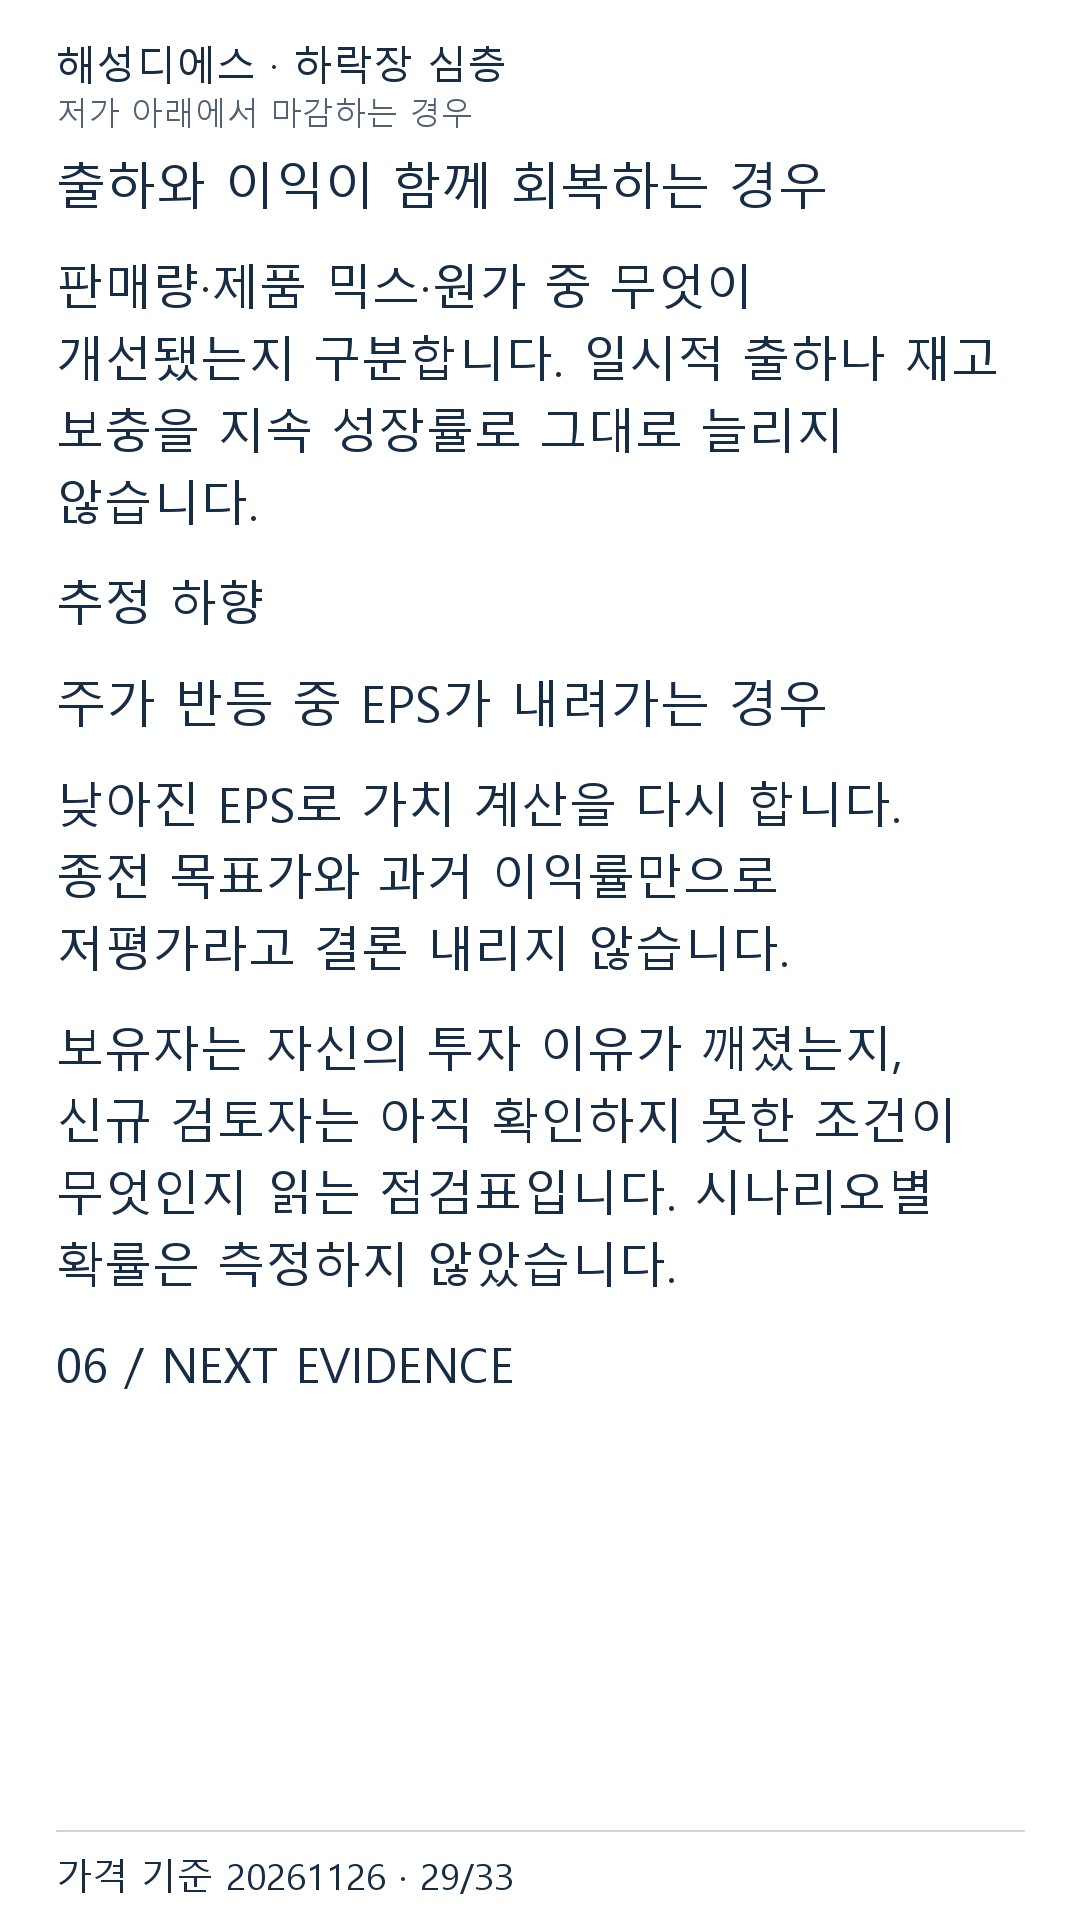 해성디에스 · 하락장 심층
저가 아래에서 마감하는 경우
출하와 이익이 함께 회복하는 경우
판매량·제품 믹스·원가 중 무엇이
개선됐는지 구분합니다. 일시적 출하나 재고
보충을 지속 성장률로 그대로 늘리지
않습니다.
추정 하향
주가 반등 중 EPS가 내려가는 경우
낮아진 EPS로 가치 계산을 다시 합니다.
종전 목표가와 과거 이익률만으로
저평가라고 결론 내리지 않습니다.
보유자는 자신의 투자 이유가 깨졌는지,
신규 검토자는 아직 확인하지 못한 조건이
무엇인지 읽는 점검표입니다. 시나리오별
확률은 측정하지 않았습니다.
06 / NEXT EVIDENCE
가격 기준 20261126 · 29/33